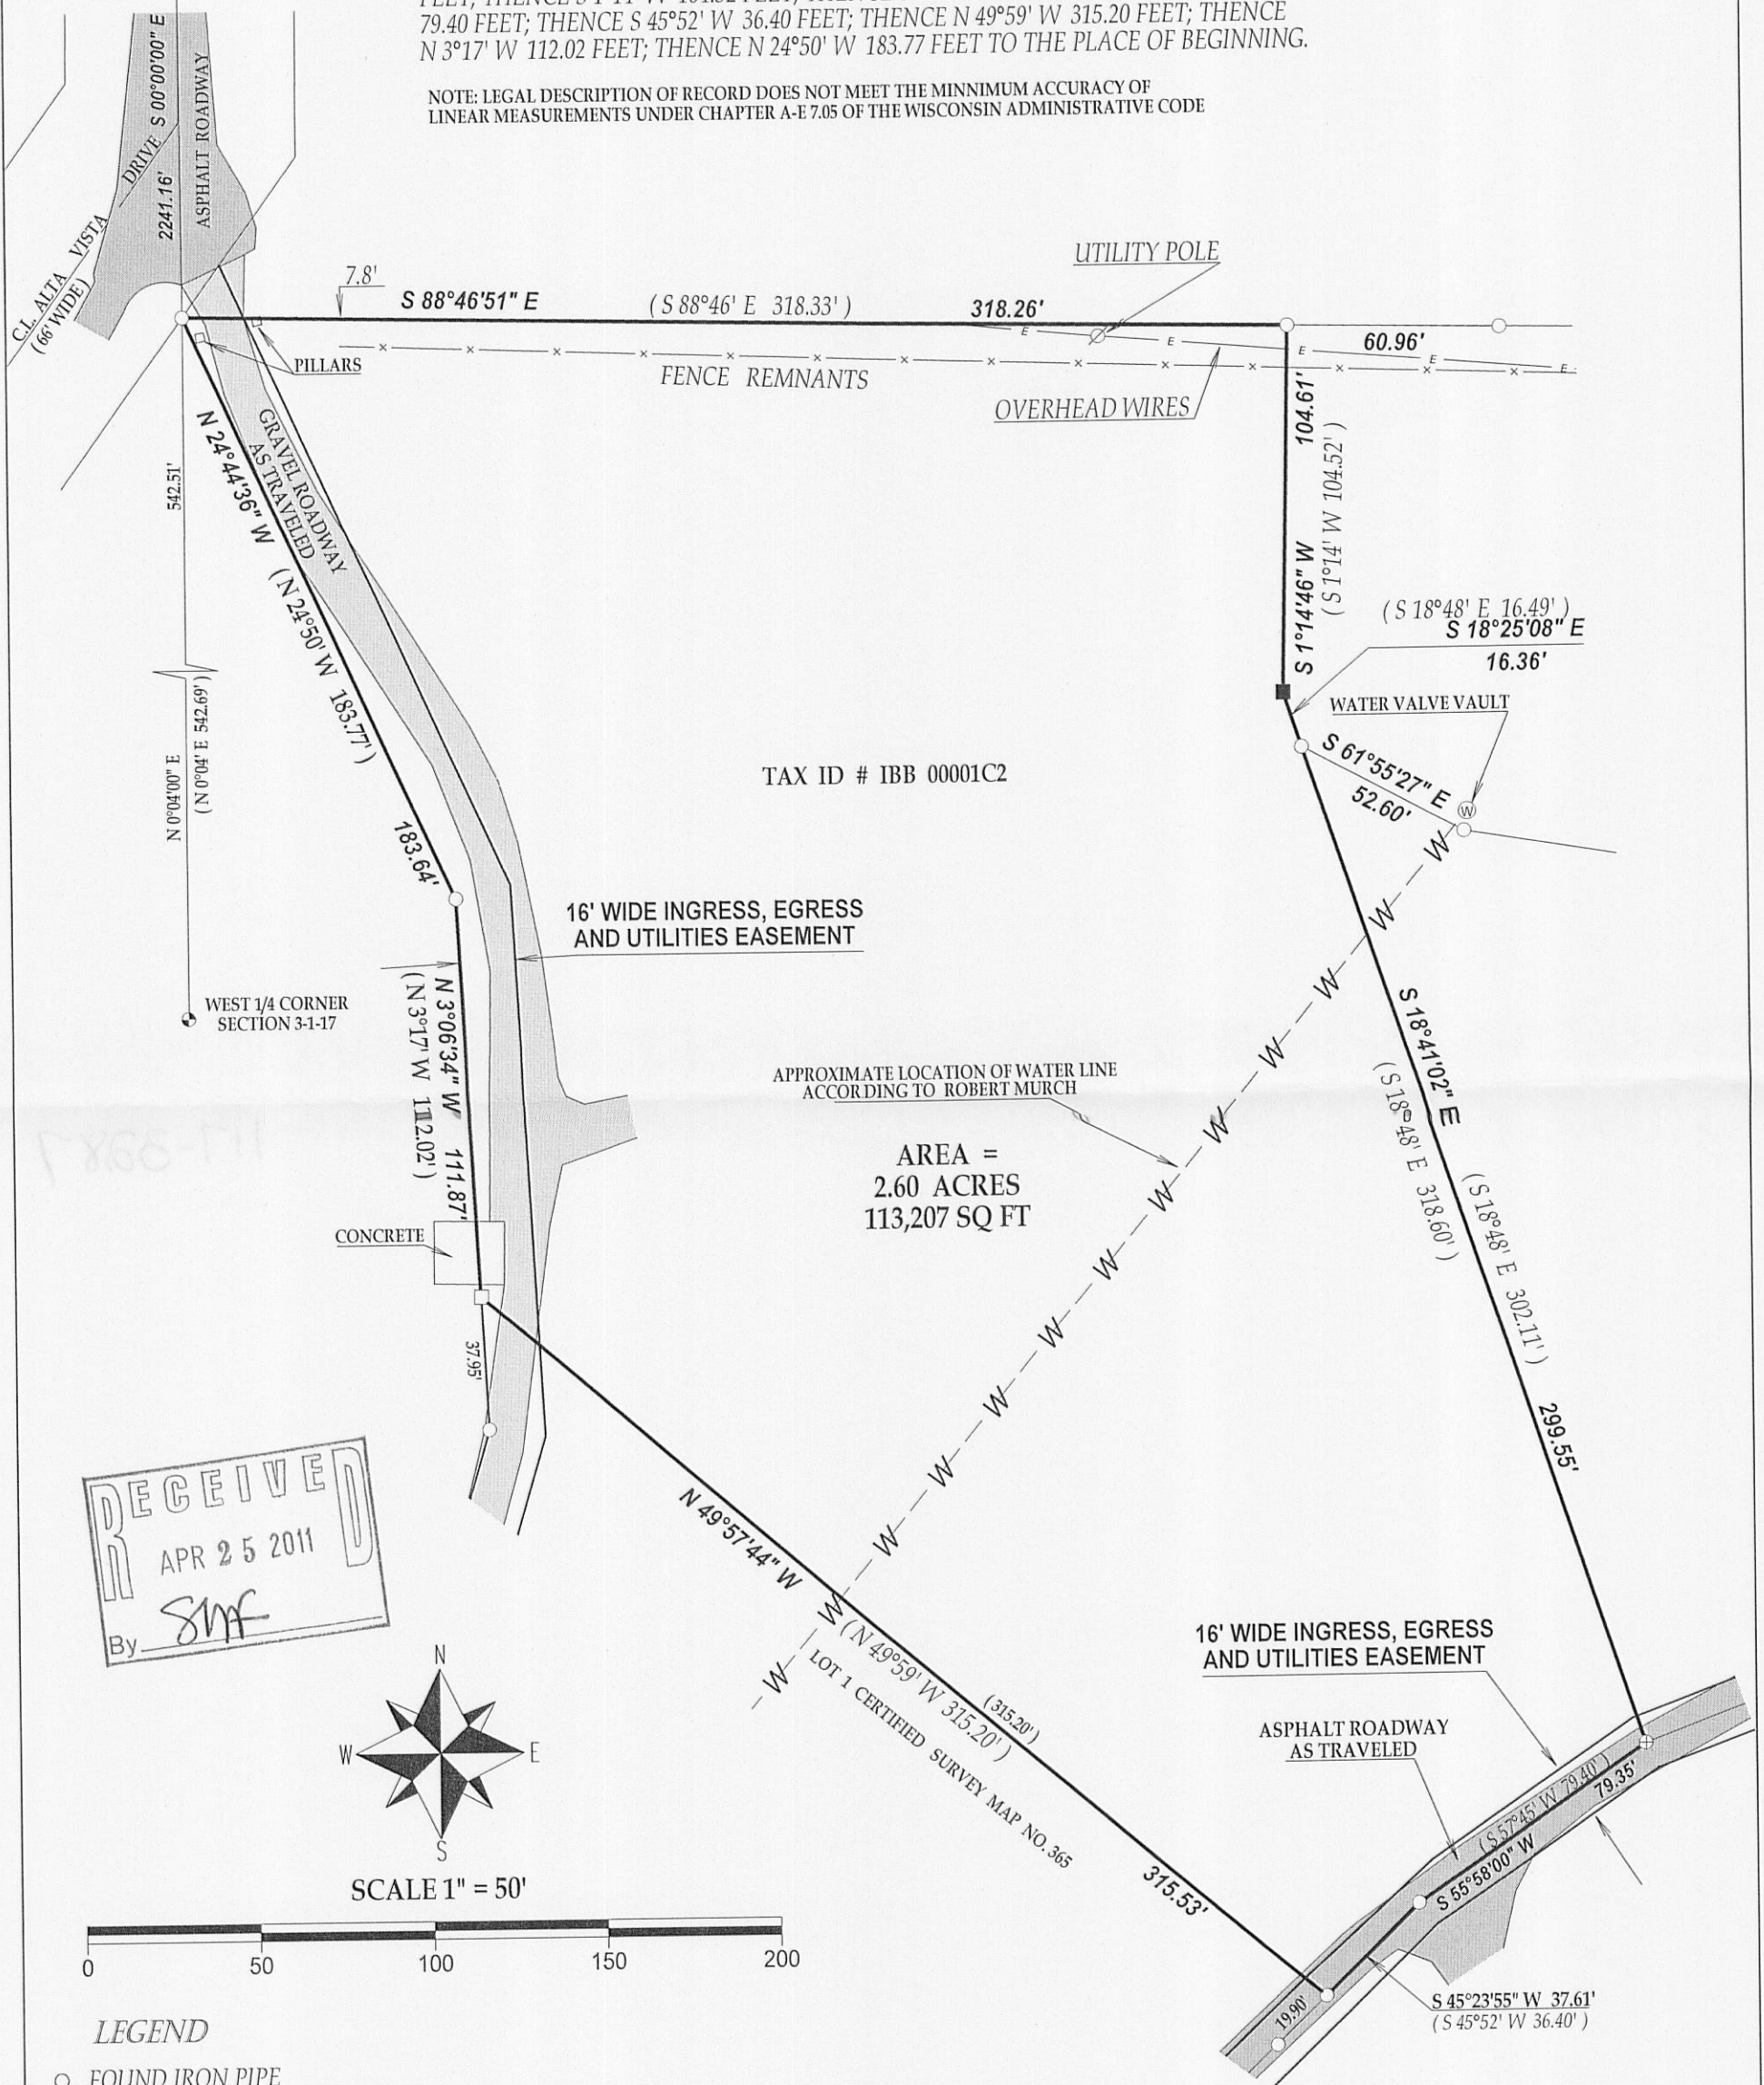 79.40 FEET; THENCE S 45°52' W 36.40 FEET; THENCE N 49°59' W 315.20 FEET; THENCE
N 3°17' W 112.02 FEET; THENCE N 24°50' W 183.77 FEET TO THE PLACE OF BEGINNING.
NOTE: LEGAL DESCRIPTION OF RECORD DOES NOT MEET THE MINNIMUM ACCURACY OF
LINEAR MEASUREMENTS UNDER CHAPTER A-E 7.05 OF THE WISCONSIN ADMINISTRATIVE CODE
S 00°00'00" E
2241.16'
ASPHALT ROADWAY
C.L. ALTA VISTA DRIVE
(66' WIDE)
UTILITY POLE
7.8'
S 88°46'51" E
( S 88°46' E 318.33' )
318.26'
60.96'
E
E
E
E
E
PILLARS
FENCE REMNANTS
OVERHEAD WIRES
104.61'
S 1°14'46" W
( S 1°14' W 104.52' )
N 24°44'36" W
( N 24°50' W 183.77' )
183.64'
GRAVEL ROADWAY
AS TRAVELED
542.51'
N 0°04'00" E
( N 0°04' E 542.69')
( S 18°48' E 16.49' )
S 18°25'08" E
16.36'
WATER VALVE VAULT
S 61°55'27" E
52.60'
W
TAX ID # IBB 00001C2
16' WIDE INGRESS, EGRESS
AND UTILITIES EASEMENT
WEST 1/4 CORNER
SECTION 3-1-17
N 3°06'34" W 111.87'
( N 3°17' W 112.02' )
APPROXIMATE LOCATION OF WATER LINE
ACCORDING TO ROBERT MURCH
AREA =
2.60 ACRES
113,207 SQ FT
W
W
W
W
W
W
W
W
W
W
W
W
W
S 18°41'02" E
( S 18°48' E 318.60' )
( S 18°48' E 302.11' )
299.55'
CONCRETE
37.95'
RECEIVED
APR 25 2011
By
N 49°57'44" W
( N 49°59' W 315.20' )
(315.20')
LOT 1 CERTIFIED SURVEY MAP NO. 365
315.53'
16' WIDE INGRESS, EGRESS
AND UTILITIES EASEMENT
ASPHALT ROADWAY
AS TRAVELED
( S 57°45' W 79.40' )
79.35'
S 55°58'00" W
19.90'
S 45°23'55" W 37.61'
( S 45°52' W 36.40' )
N
W
E
S
SCALE 1" = 50'
0
50
100
150
200
LEGEND
FOUND IRON PIPE